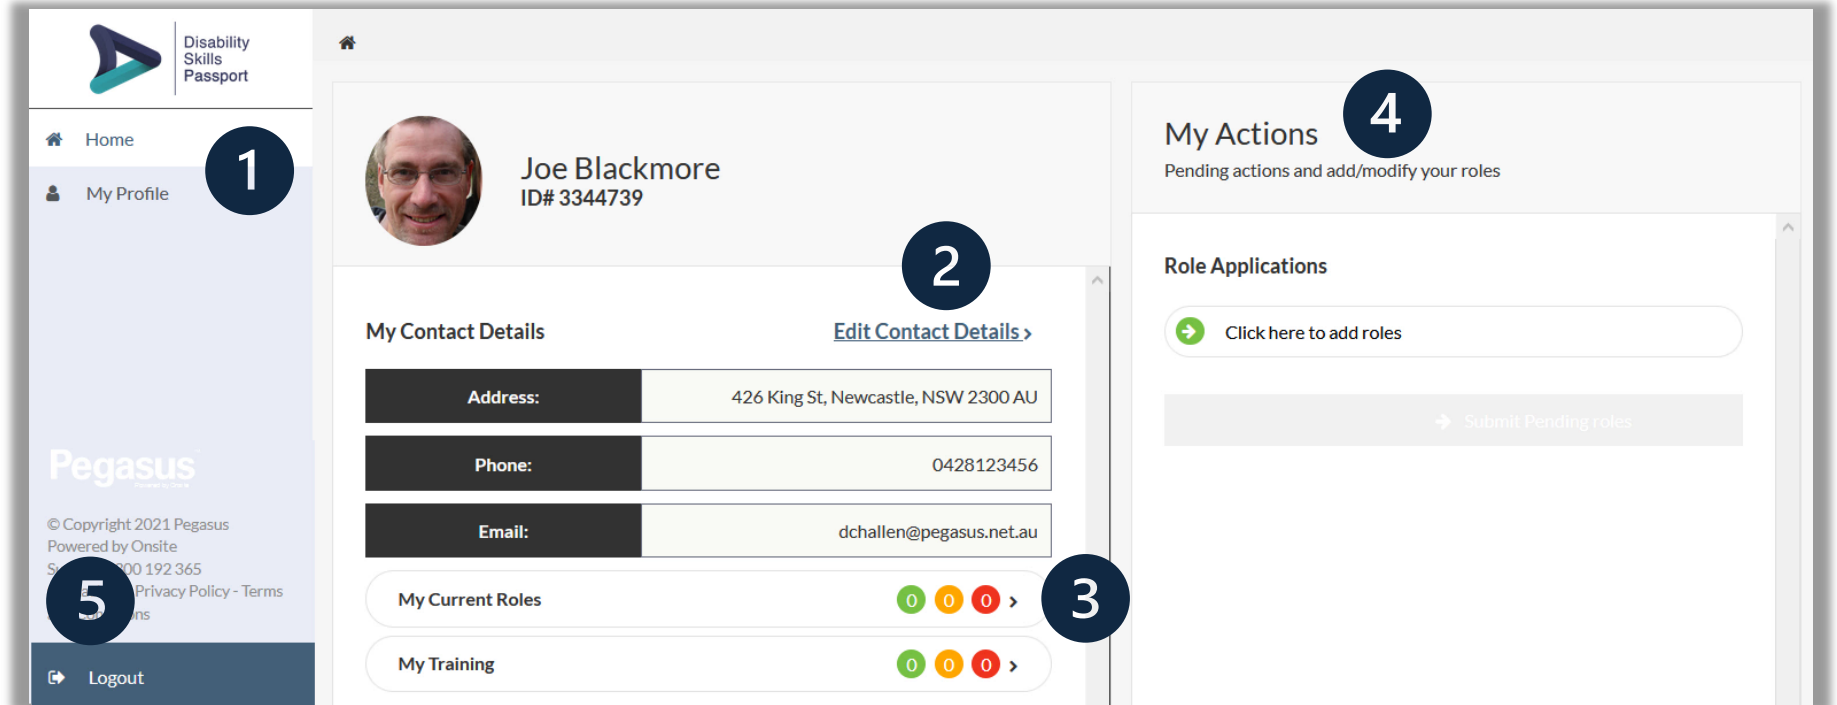 Disability
Skills
Passport
Home
1
My Profile
Pegasus
© Copyright 2021 Pegasus
Powered by Onsite
00 192 365
Privacy Policy - Terms
5
Logout
Joe Blackmore
ID# 3344739
2
My Contact Details
Edit Contact Details ›
Address:
426 King St, Newcastle, NSW 2300 AU
Phone:
0428123456
Email:
dchallen@pegasus.net.au
My Current Roles 0 0 0 ›
3
My Training 0 0 0 ›
My Actions
4
Pending actions and add/modify your roles
Role Applications
Click here to add roles
Submit Pending roles